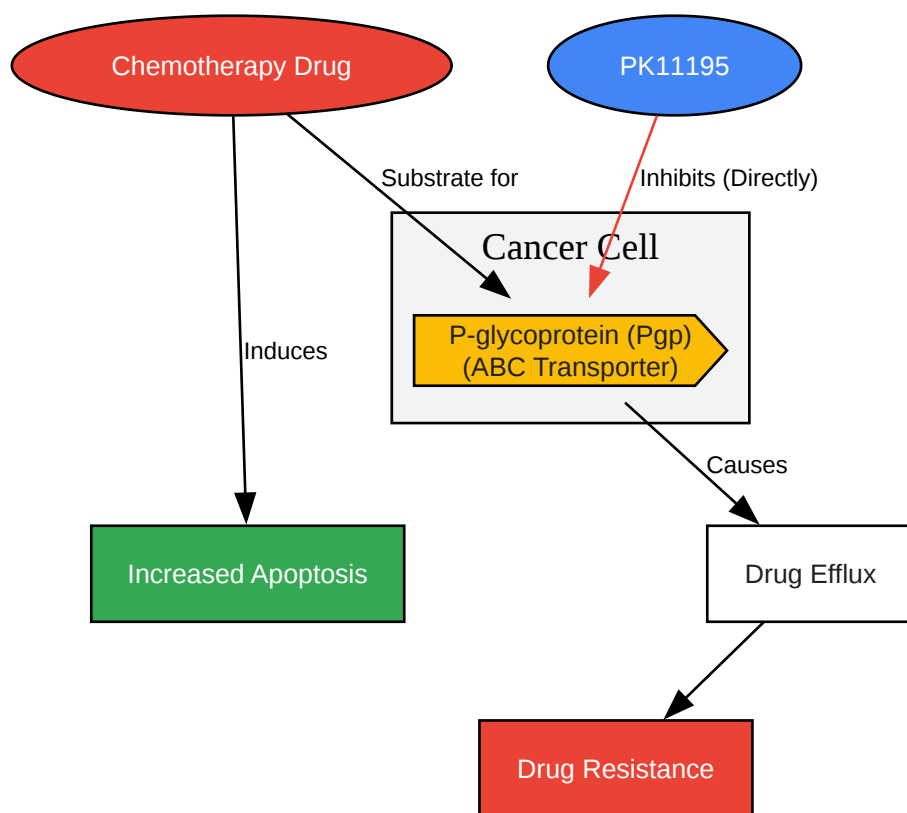 Chemotherapy Drug
PK11195
Substrate for
Inhibits (Directly)
Cancer Cell
P-glycoprotein (Pgp)
(ABC Transporter)
Induces
Causes
Increased Apoptosis
Drug Efflux
Drug Resistance